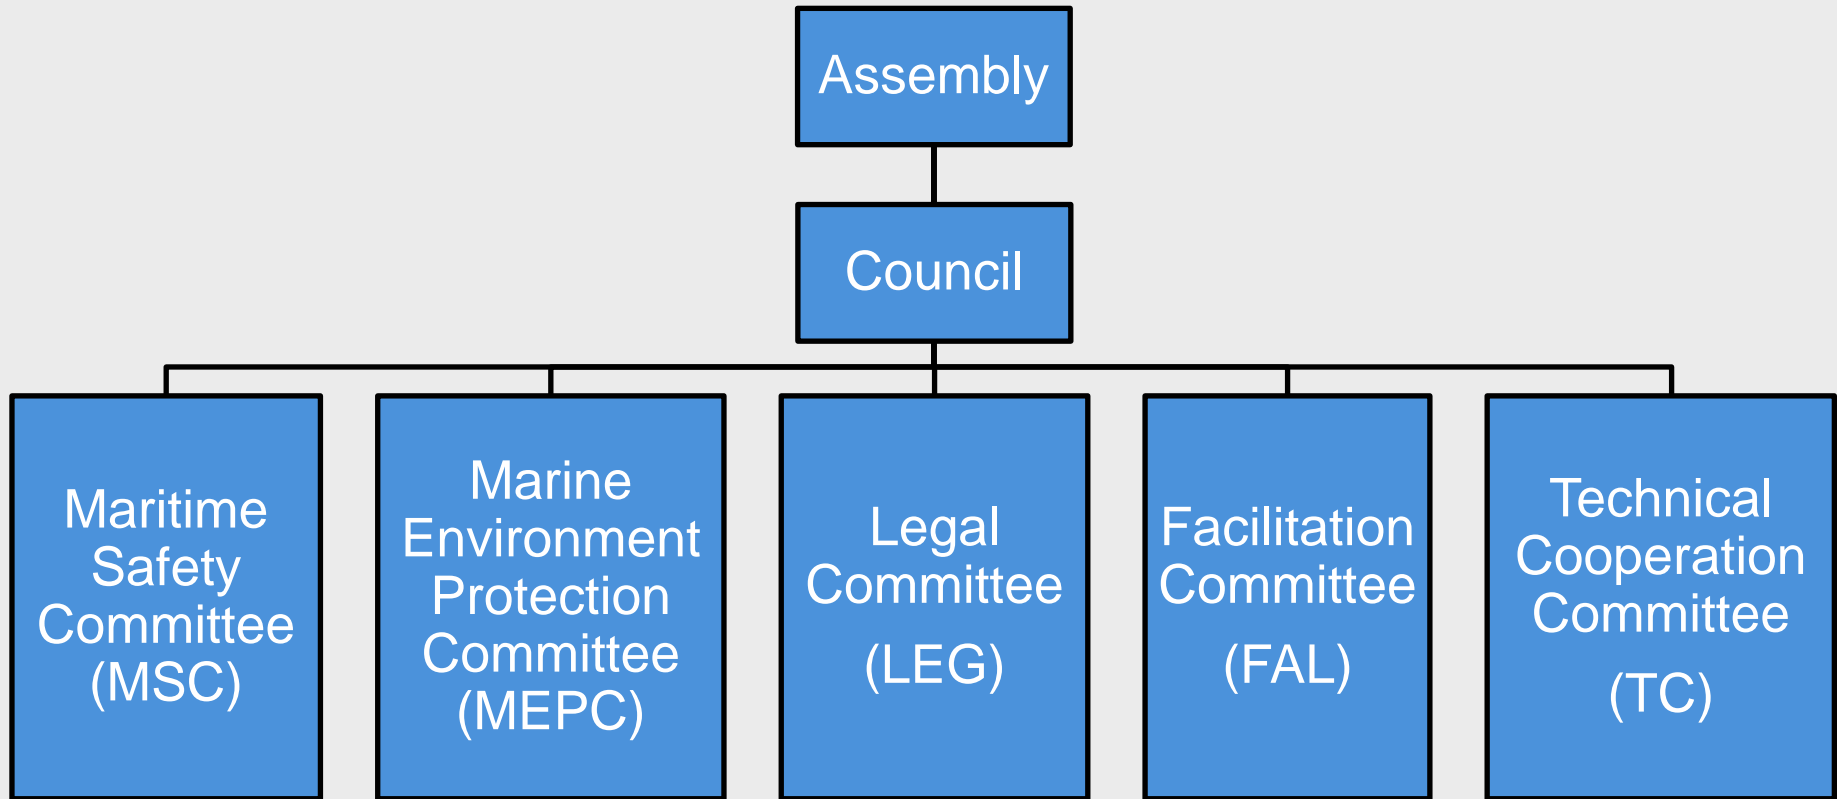 Assembly
Council
Maritime
Safety
Committee
(MSC)
Marine
Environment
Protection
Committee
(MEPC)
Legal
Committee
(LEG)
Facilitation
Committee
(FAL)
Technical
Cooperation
Committee
(TC)